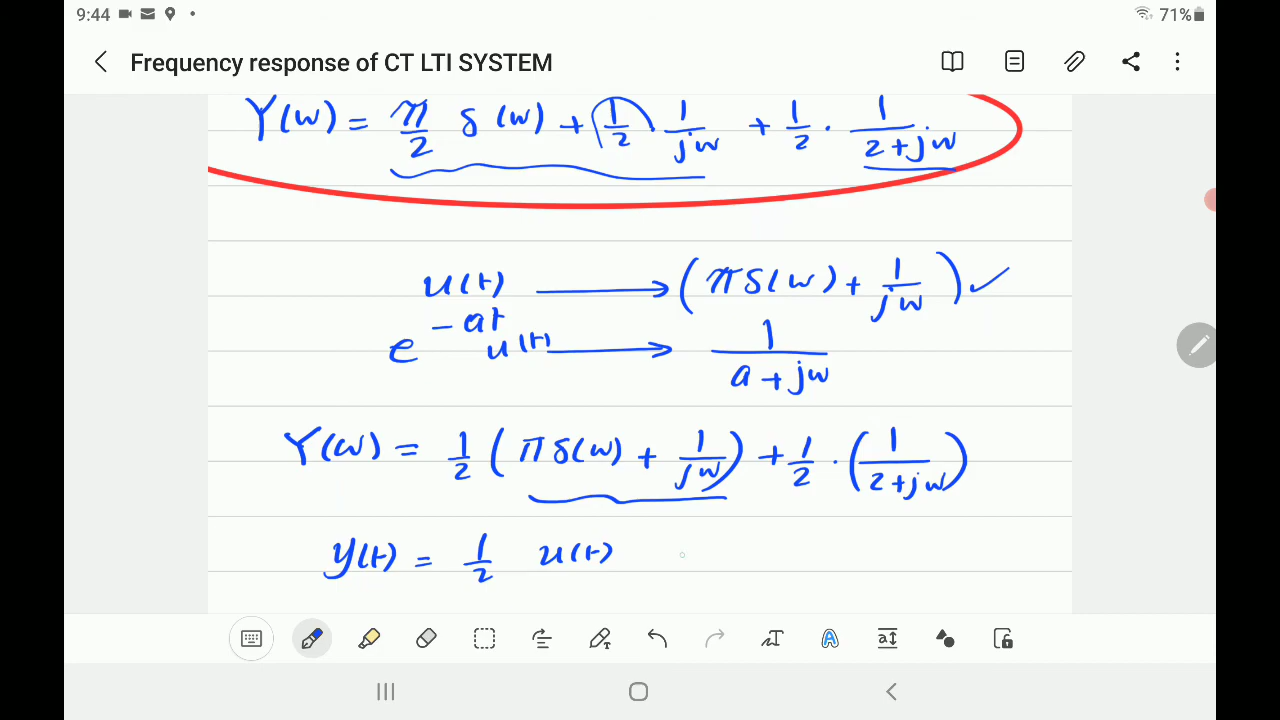 9:44 71%
Frequency response of CT LTI SYSTEM
Y(w) = π/2 δ(w) + 1/2 1/jw + 1/2 · 1/2+jw
u(t) → (πδ(w) + 1/jw) ✓
e^-at u(t) → 1/a+jw
Y(w) = 1/2 (πδ(w) + 1/jw) + 1/2 · (1/2+jw)
y(t) = 1/2 u(t)